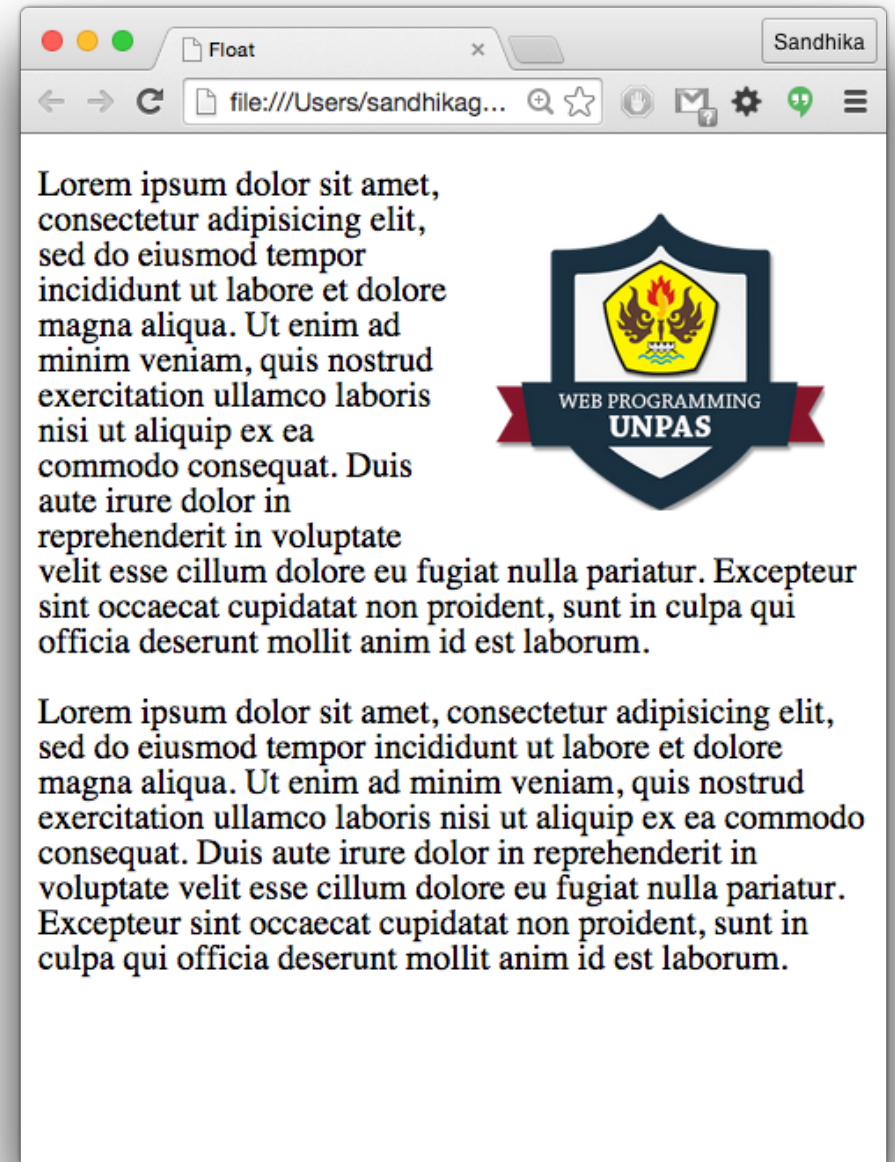 Float
Sandhika
file:///Users/sandhikag...
Lorem ipsum dolor sit amet,
consectetur adipisicing elit,
sed do eiusmod tempor
incididunt ut labore et dolore
magna aliqua. Ut enim ad
minim veniam, quis nostrud
exercitation ullamco laboris
nisi ut aliquip ex ea
commodo consequat. Duis
aute irure dolor in
reprehenderit in voluptate
velit esse cillum dolore eu fugiat nulla pariatur. Excepteur
sint occaecat cupidatat non proident, sunt in culpa qui
officia deserunt mollit anim id est laborum.
WEB PROGRAMMING
UNPAS
Lorem ipsum dolor sit amet, consectetur adipisicing elit,
sed do eiusmod tempor incididunt ut labore et dolore
magna aliqua. Ut enim ad minim veniam, quis nostrud
exercitation ullamco laboris nisi ut aliquip ex ea commodo
consequat. Duis aute irure dolor in reprehenderit in
voluptate velit esse cillum dolore eu fugiat nulla pariatur.
Excepteur sint occaecat cupidatat non proident, sunt in
culpa qui officia deserunt mollit anim id est laborum.